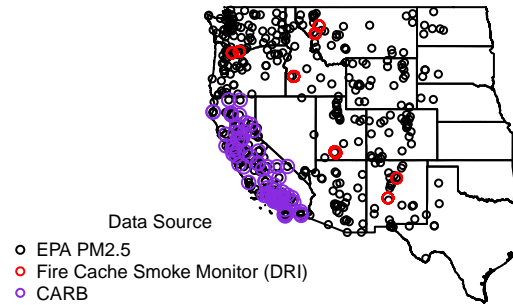 Data Source
EPA PM2.5
Fire Cache Smoke Monitor (DRI)
CARB